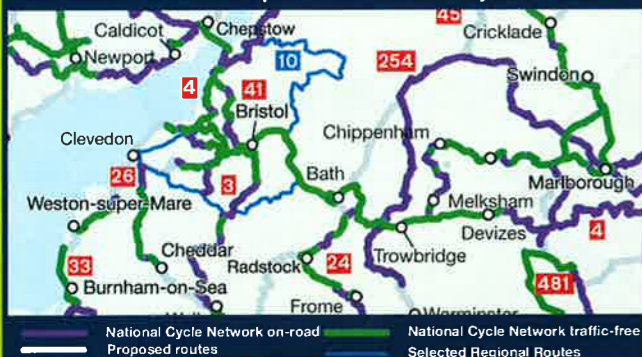 45
Caldicot
Chepstow
Cricklade
Newport
10
254
Swindon
4
41
Bristol
Clevedon
Chippenham
26
3
Bath
Marlborough
Weston-super-Mare
Melksham
Devizes
4
Cheddar
Trowbridge
33
Radstock
24
481
Burnham-on-Sea
Frome
Warminster
National Cycle Network on-road
National Cycle Network traffic-free
Proposed routes
Selected Regional Routes